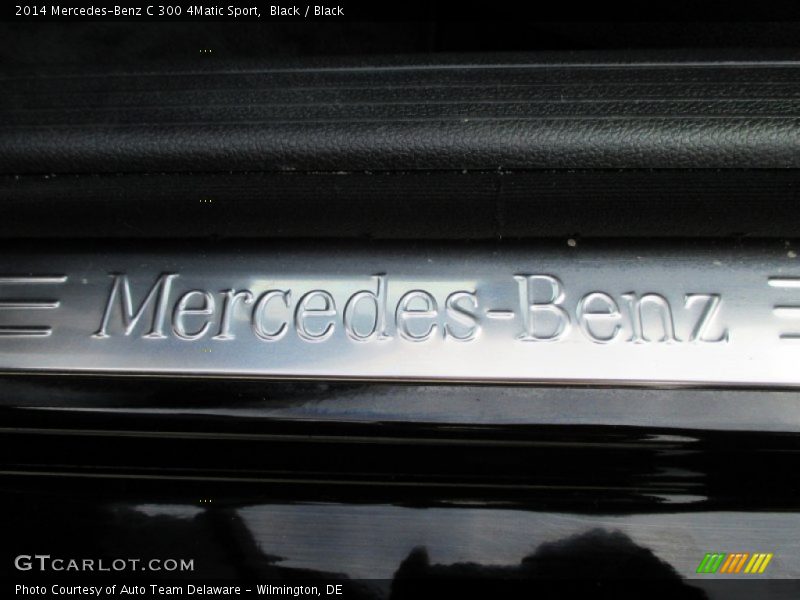 2014 Mercedes-Benz C 300 4Matic Sport,  Black / Black
Mercedes-Benz
GTCARLOT.COM
Photo Courtesy of Auto Team Delaware - Wilmington, DE